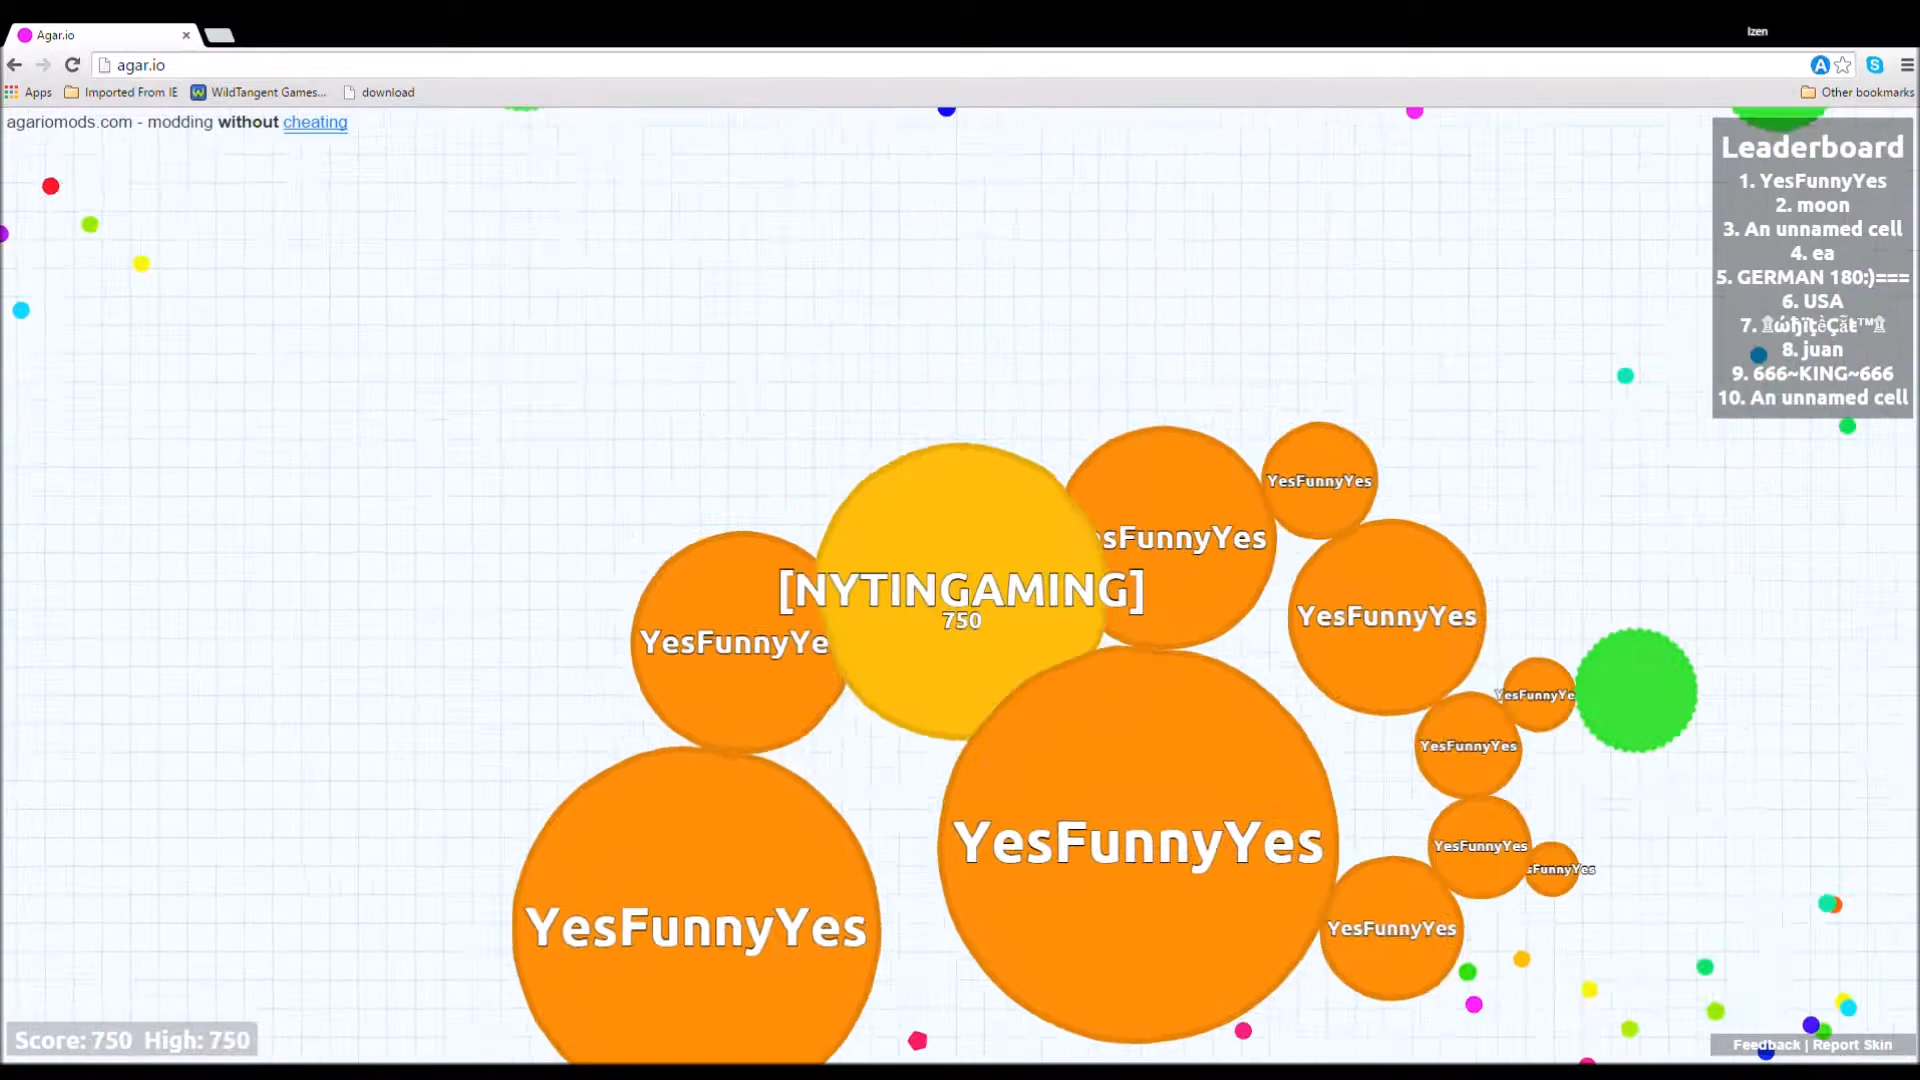 Izen
Agar.io
agar.io
Apps
Imported From IE
WildTangent Games...
download
Other bookmarks
agariomods.com - modding without cheating
Leaderboard
1. YesFunnyYes
2. moon
3. An unnamed cell
4. ea
5. GERMAN 180:)===
6. USA
8. juan
9. 666~KING~666
10. An unnamed cell
YesFunnyYes
sFunnyYes
[NYTINGAMING]
750
YesFunnyYes
YesFunnyYe
YesFunnyYe
YesFunnyYes
YesFunnyYes
YesFunnyYes
sFunnyYes
YesFunnyYes
YesFunnyYes
Score: 750 High: 750
Feedback | Report Skin